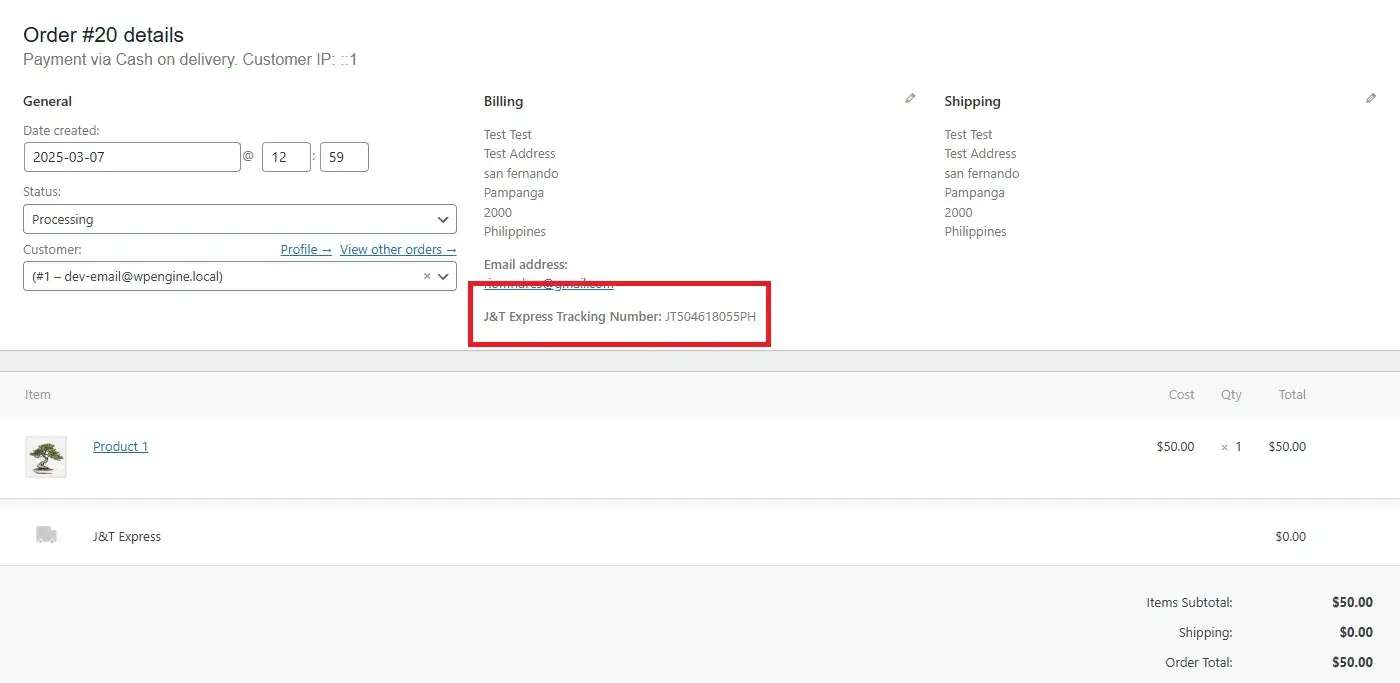 Order #20 details
Payment via Cash on delivery. Customer IP: ::1
General
Date created:
2025-03-07 @ 12 : 59
Status:
Processing
Customer: Profile → View other orders →
(#1 – dev-email@wpengine.local) ×
Billing
Test Test
Test Address
san fernando
Pampanga
2000
Philippines
Email address:
J&T Express Tracking Number: JT504618055PH
Shipping
Test Test
Test Address
san fernando
Pampanga
2000
Philippines
Item Cost Qty Total
Product 1 $50.00 × 1 $50.00
J&T Express $0.00
Items Subtotal: $50.00
Shipping: $0.00
Order Total: $50.00